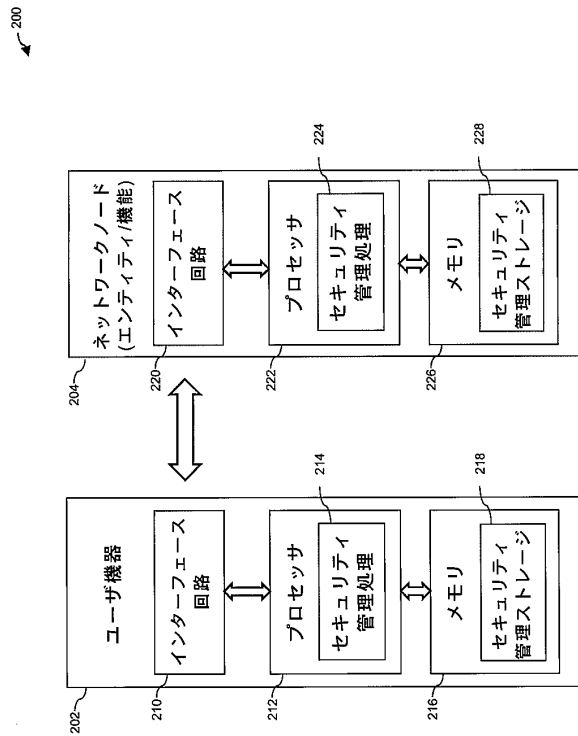 200
202
ユーザ機器
210
インターフェース
回路
212
プロセッサ
214
セキュリティ
管理処理
216
メモリ
218
セキュリティ
管理ストレージ
204
ネットワークノード
(エンティティ/機能)
220
インターフェース
回路
222
プロセッサ
224
セキュリティ
管理処理
226
メモリ
228
セキュリティ
管理ストレージ